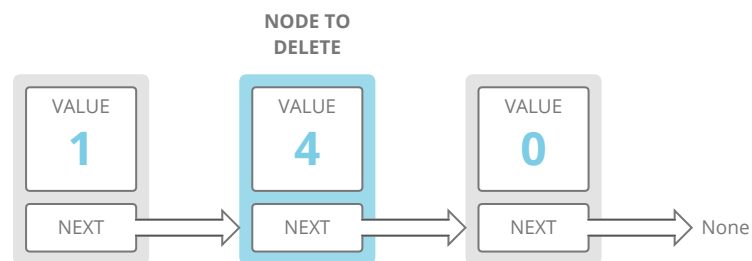 NODE TO
DELETE
VALUE
1
NEXT
VALUE
4
NEXT
VALUE
0
NEXT
None